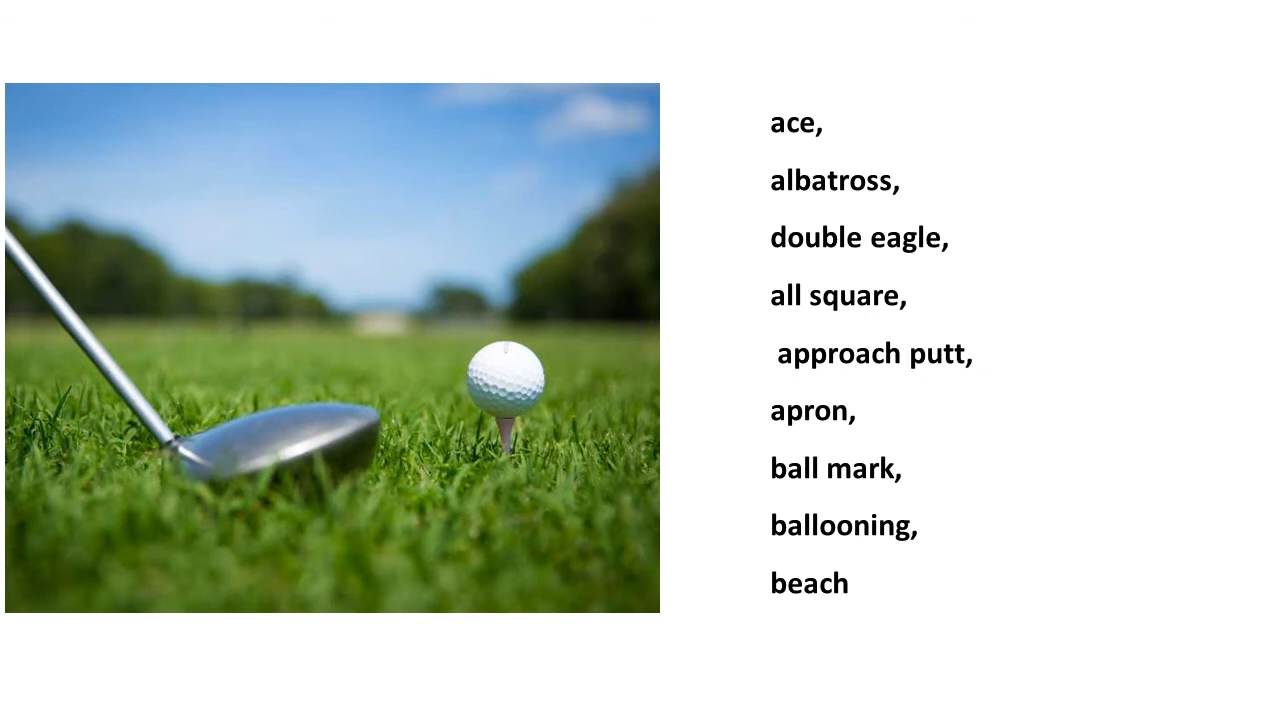 ace,
albatross,
double eagle,
all square,
approach putt,
apron,
ball mark,
ballooning,
beach